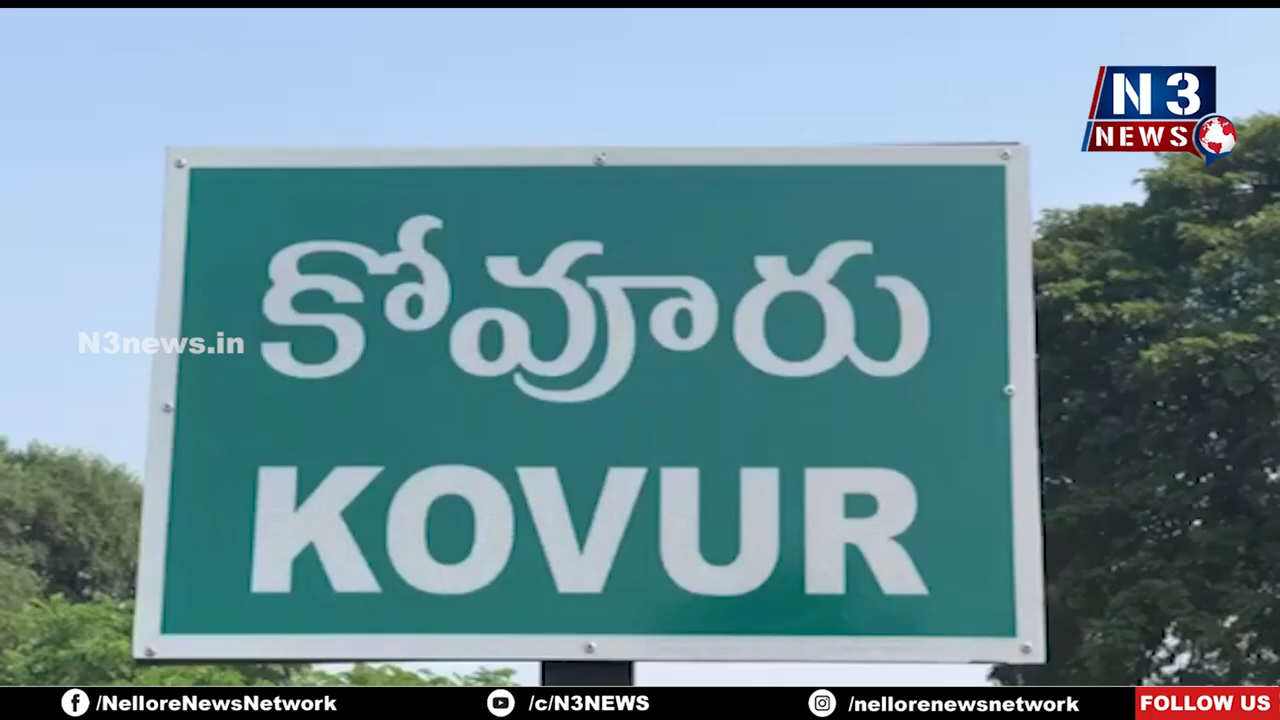 N3
NEWS
కోవూరు
N3news.in
KOVUR
/NelloreNewsNetwork
/c/N3NEWS
/nellorenewsnetwork
FOLLOW US